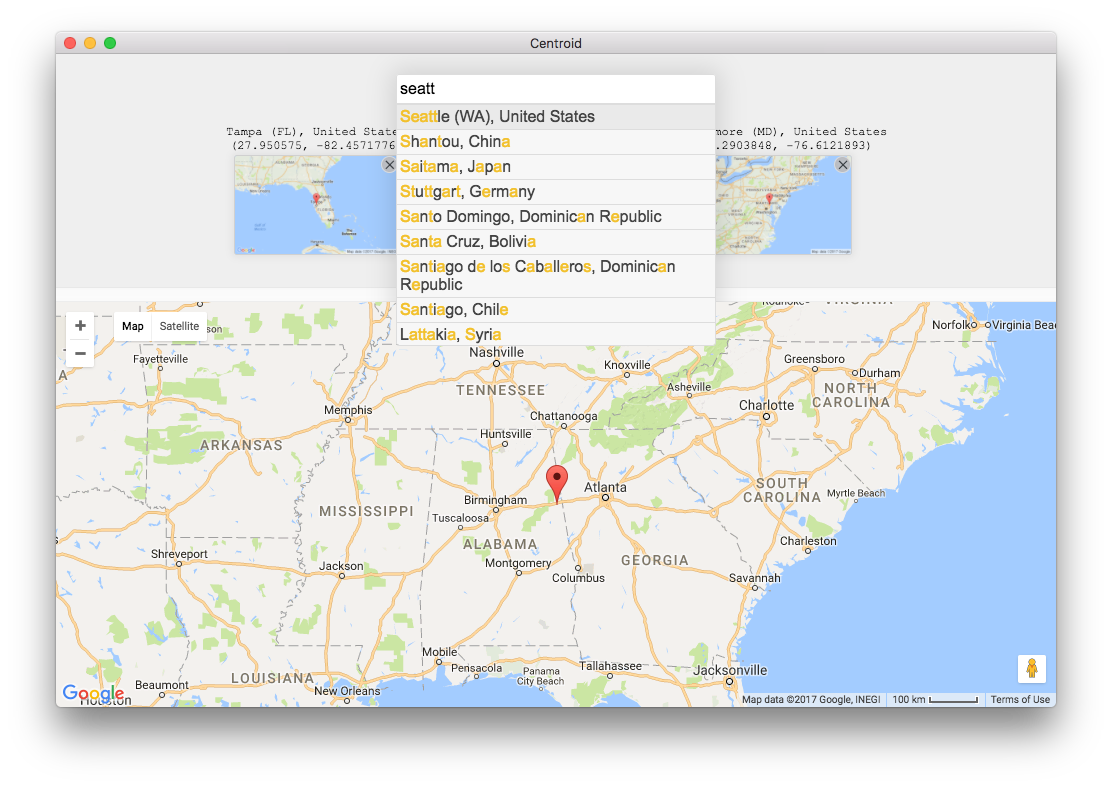 Centroid
seatt
Seattle (WA), United States
Shantou, China
Saitama, Japan
Stuttgart, Germany
Santo Domingo, Dominican Republic
Santa Cruz, Bolivia
Santiago de los Caballeros, Dominican
Republic
Santiago, Chile
Lattakia, Syria
Tampa (FL), United State
(27.950575, -82.4571776
more (MD), United States
.2903848, -76.6121893)
+
−
Map Satellite
son
Roanoke
VIRGINIA
Norfolk
Virginia Bea
Fayetteville
Nashville
Knoxville
Greensboro
Durham
TENNESSEE
Asheville
NORTH
CAROLINA
Memphis
Chattanooga
Charlotte
Huntsville
ARKANSAS
Atlanta
SOUTH
CAROLINA
Myrtle Beach
Birmingham
MISSISSIPPI
Tuscaloosa
ALABAMA
Charleston
Shreveport
Jackson
Montgomery
GEORGIA
Columbus
Savannah
Mobile
Pensacola
Panama
City Beach
Tallahassee
Jacksonville
LOUISIANA
Beaumont
New Orleans
Google
Houston
Map data ©2017 Google, INEGI
100 km
Terms of Use